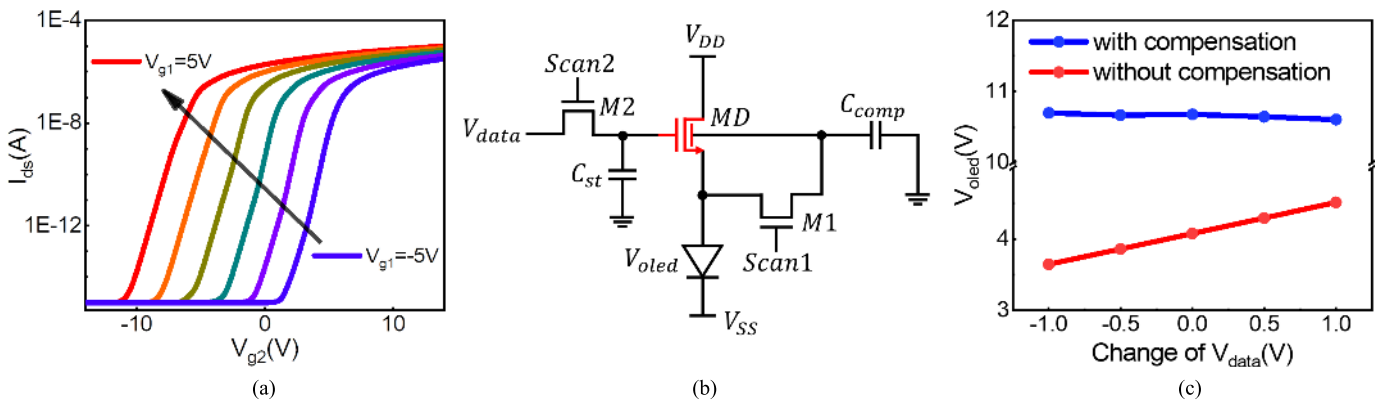 1E-4
1E-8
1E-12
I_ds(A)
V_g1=5V
V_g1=-5V
-10
0
10
V_g2(V)
(a)
V_DD
Scan2
M2
MD
C_comp
V_data
C_st
M1
V_oled
Scan1
V_SS
(b)
12
11
10
4
3
V_oled(V)
with compensation
without compensation
-1.0
-0.5
0.0
0.5
1.0
Change of V_data(V)
(c)